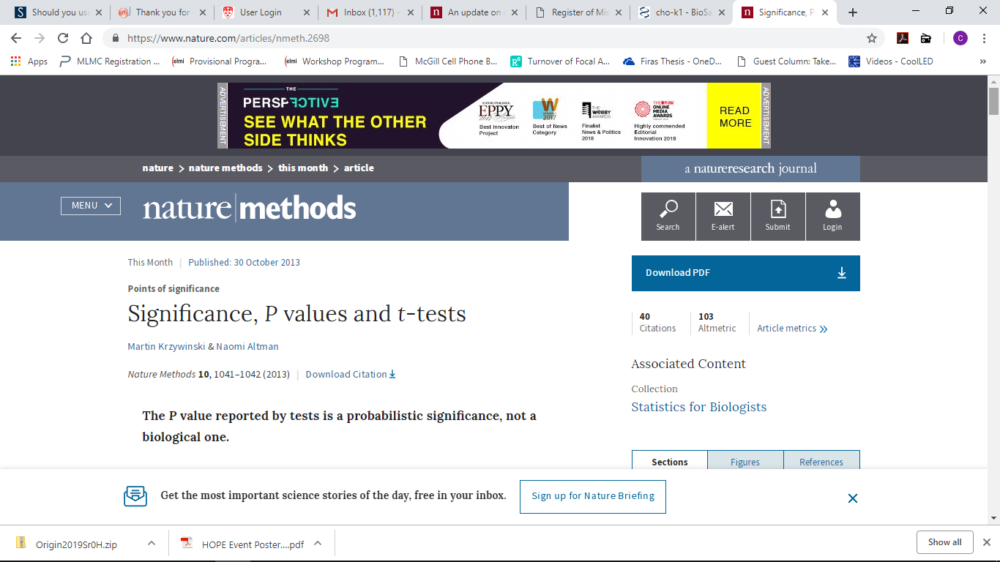 Should you us
Thank you for
User Login
Inbox (1,117) -
An update on
Register of Mis
cho-k1 - BioSa
Significance, P
https://www.nature.com/articles/nmeth.2698
C
Apps
MLMC Registration ...
elmi Provisional Progra...
elmi Workshop Program...
McGill Cell Phone B...
Turnover of Focal A...
Firas Thesis - OneD...
Guest Column: Take...
Videos - CoolLED
»
ADVERTISEMENT
THE
PERSPECTIVE
SEE WHAT THE OTHER
SIDE THINKS
EPPY
2017
Best Innovaton
Project
W
2017
Best of News
Category
THE
WEBBY
AWARDS
Finalist
News & Politics
2018
THE DRUM
ONLINE
MEDIA
AWARDS
Highly commended
Editorial
Innovation 2018
READ
MORE
ADVERTISEMENT
nature > nature methods > this month > article
a natureresearch journal
MENU
nature methods
Search
E-alert
Submit
Login
This Month | Published: 30 October 2013
Points of significance
Significance, P values and t-tests
Martin Krzywinski & Naomi Altman
Nature Methods 10, 1041–1042 (2013) | Download Citation
The P value reported by tests is a probabilistic significance, not a
biological one.
Download PDF
40
Citations
103
Altmetric
Article metrics »
Associated Content
Collection
Statistics for Biologists
Sections
Figures
References
Get the most important science stories of the day, free in your inbox.
Sign up for Nature Briefing
Origin2019Sr0H.zip
HOPE Event Poster....pdf
Show all